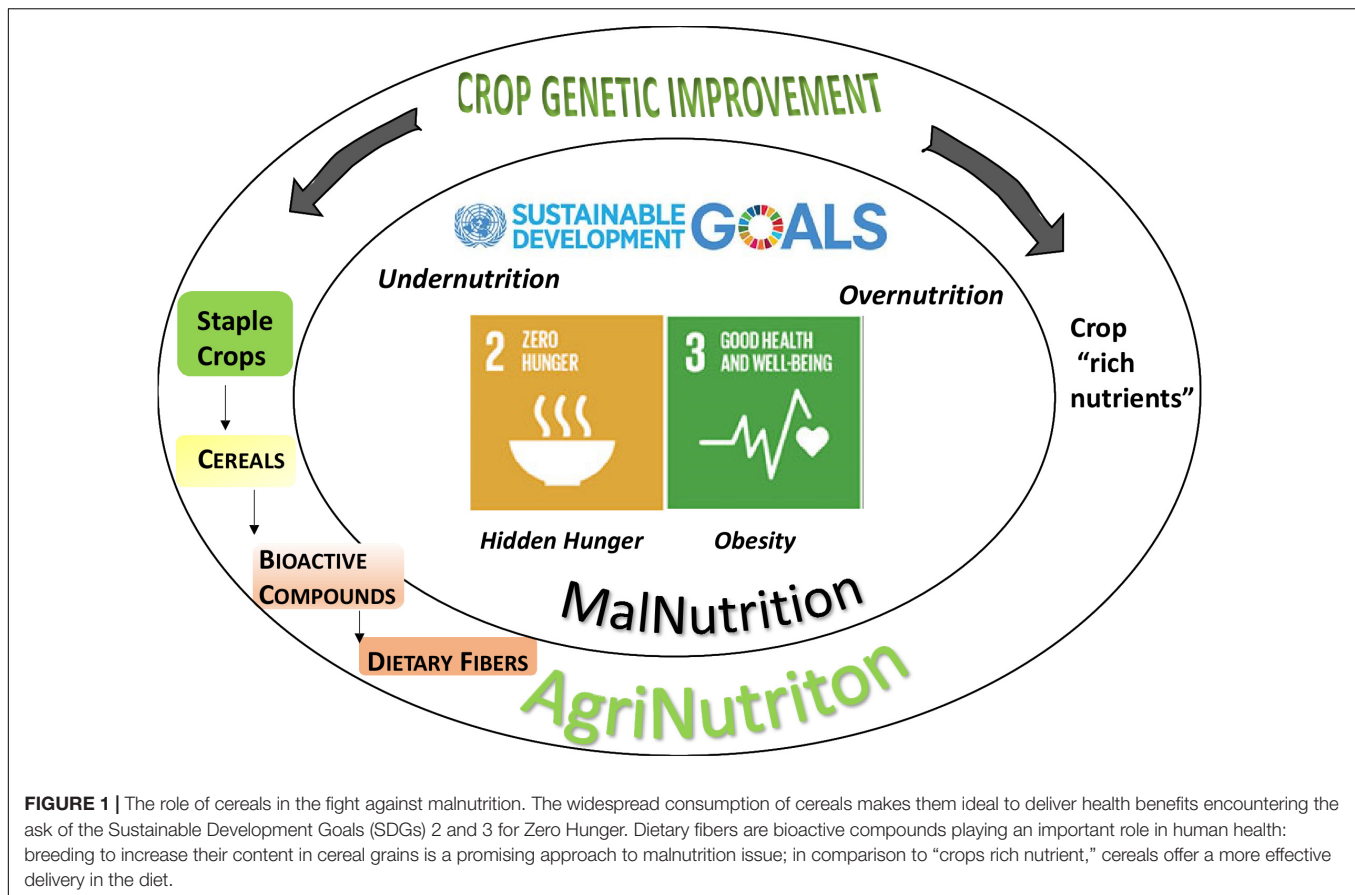 CROP GENETIC IMPROVEMENT
SUSTAINABLE
DEVELOPMENT
GOALS
Undernutrition
Overnutrition
Staple
Crops
CEREALS
BIOACTIVE
COMPOUNDS
DIETARY FIBERS
2 ZERO
HUNGER
3 GOOD HEALTH
AND WELL-BEING
Hidden Hunger
Obesity
Crop
"rich
nutrients"
MalNutrition
AgriNutriton
FIGURE 1 | The role of cereals in the fight against malnutrition. The widespread consumption of cereals makes them ideal to deliver health benefits encountering the
ask of the Sustainable Development Goals (SDGs) 2 and 3 for Zero Hunger. Dietary fibers are bioactive compounds playing an important role in human health:
breeding to increase their content in cereal grains is a promising approach to malnutrition issue; in comparison to "crops rich nutrient," cereals offer a more effective
delivery in the diet.